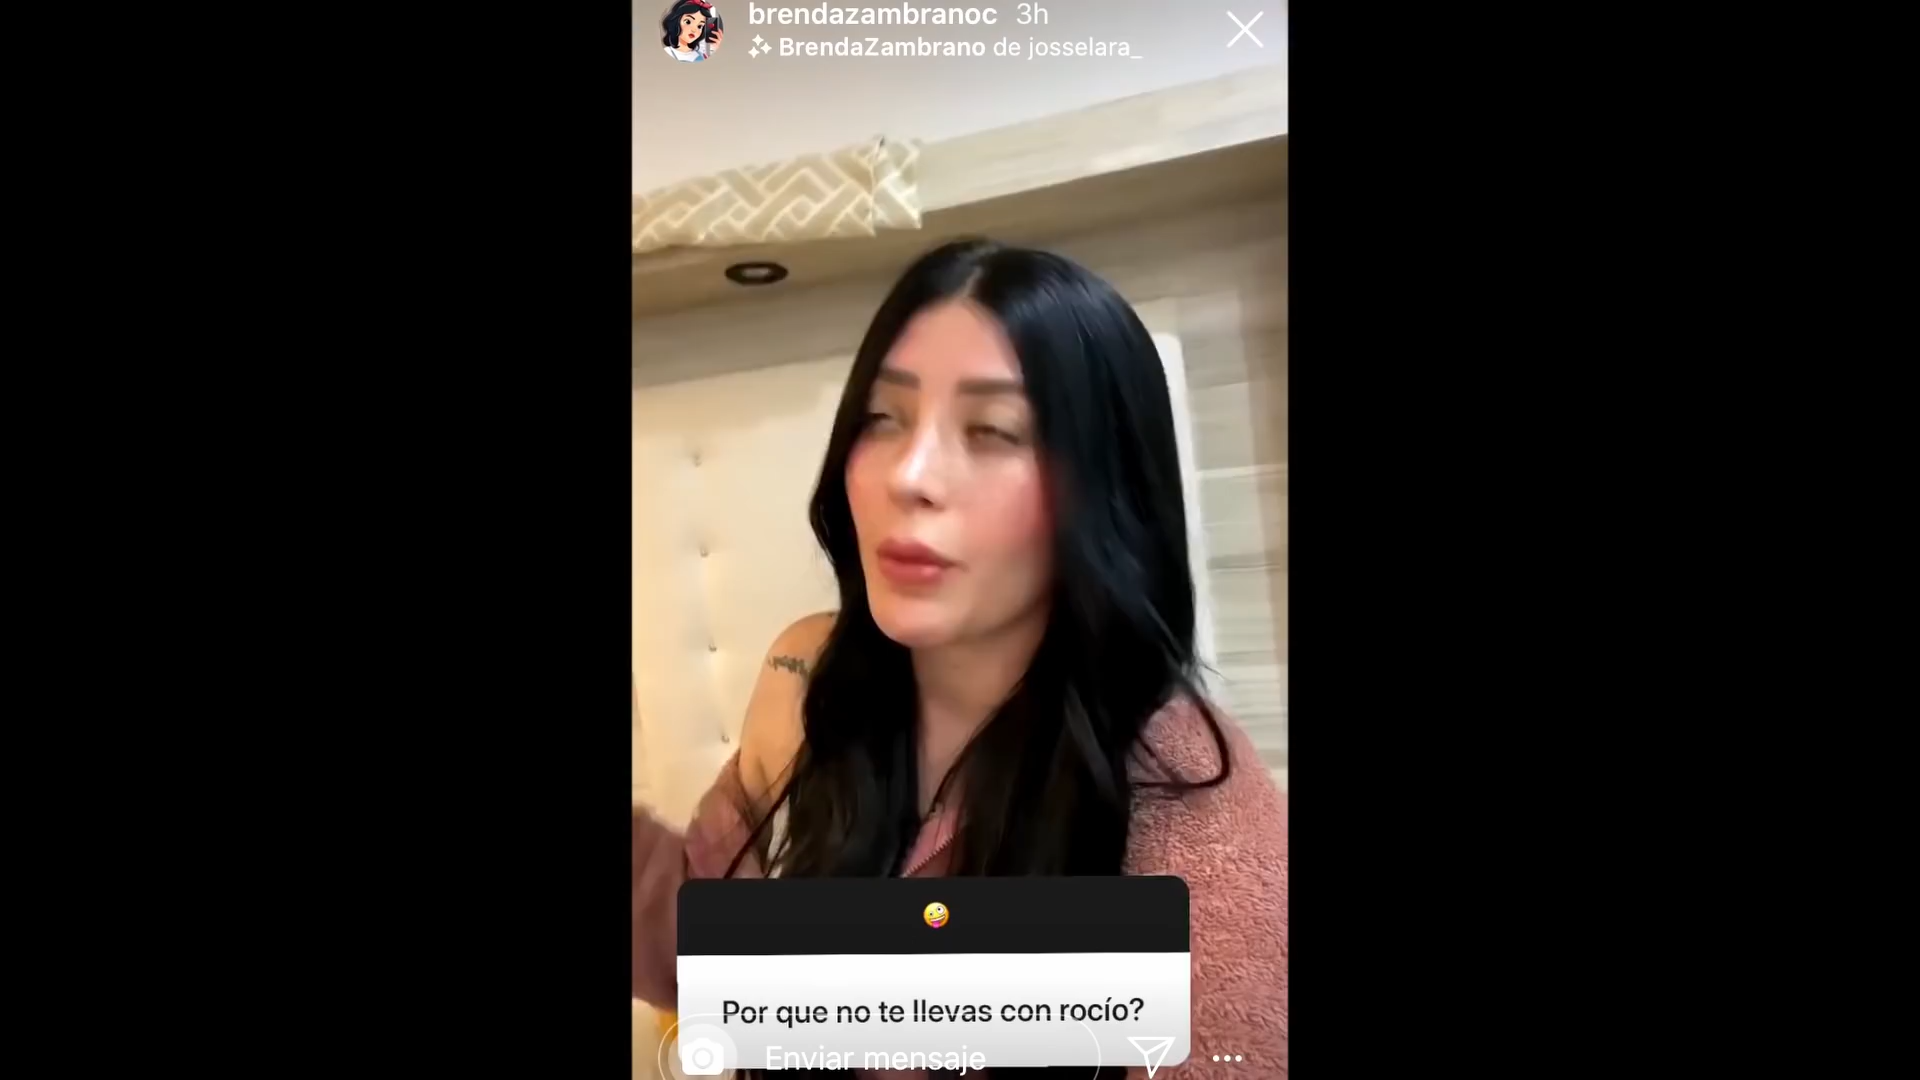 brendazambranoc 3h
BrendaZambrano de josselara_
Por que no te llevas con rocío?
Enviar mensaje